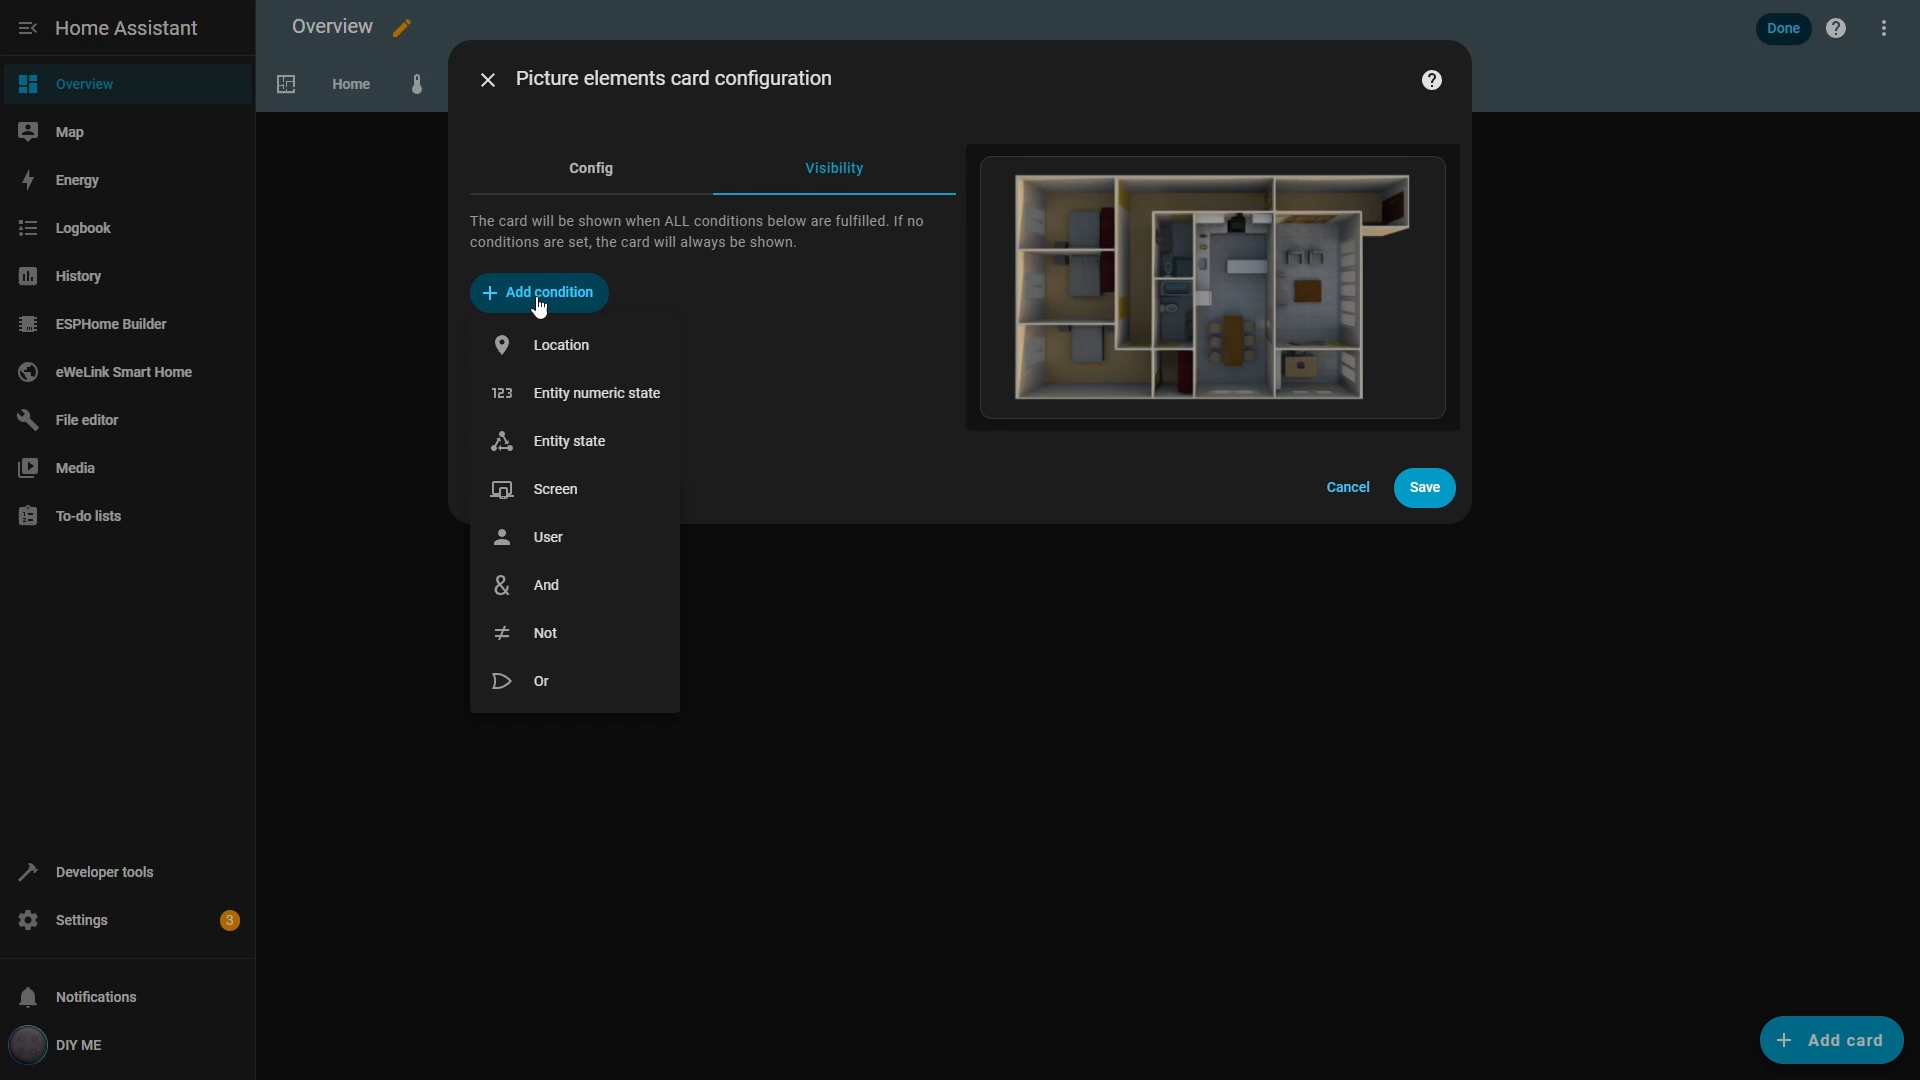 Home Assistant
Overview
Map
Energy
Logbook
History
ESPHome Builder
eWeLink Smart Home
File editor
Media
To-do lists
Developer tools
Settings
3
Notifications
DIY ME
Overview
Done
Home
Picture elements card configuration
Config
Visibility
The card will be shown when ALL conditions below are fulfilled. If no
conditions are set, the card will always be shown.
Add condition
Location
123 Entity numeric state
Entity state
Screen
User
& And
≠ Not
Or
Cancel
Save
Add card